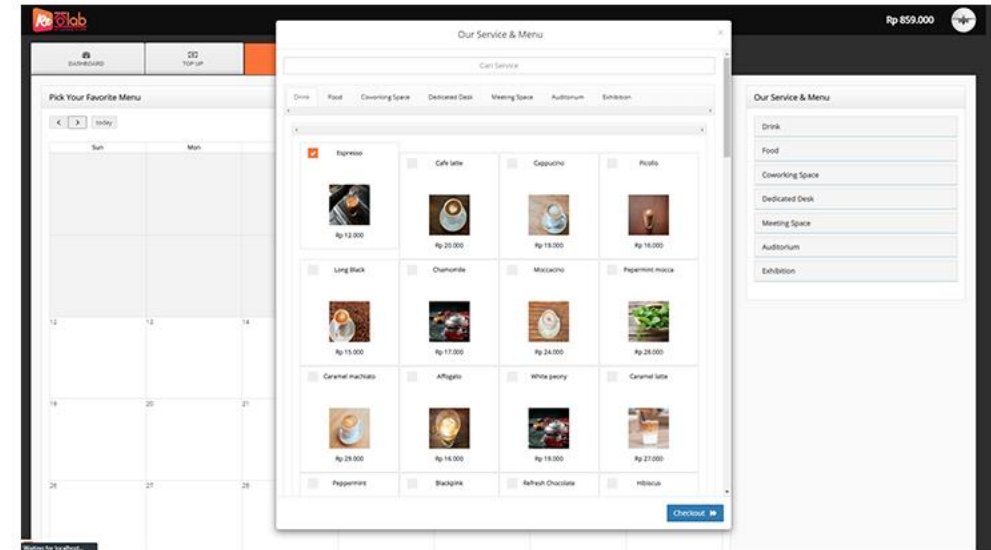 Rp 859.000
DASHBOARD
TOP UP
Pick Your Favorite Menu
today
Sun
Mon
12
13
14
19
20
21
26
27
28
Our Service & Menu
Cari Service
Drink Food Coworking Space Dedicated Desk Meeting Space Auditorium Exhibition
Espresso
Cafe latte
Cappucino
Picollo
Rp 12.000
Rp 20.000
Rp 19.000
Rp 16.000
Long Black
Chamomile
Moccacino
Pepermint mocca
Rp 15.000
Rp 17.000
Rp 24.000
Rp 28.000
Caramel machiato
Affogato
White peony
Caramel latte
Rp 29.000
Rp 16.000
Rp 19.000
Rp 27.000
Peppermint
Blackpink
Refresh Chocolate
Hibiscus
Checkout
Our Service & Menu
Drink
Food
Coworking Space
Dedicated Desk
Meeting Space
Auditorium
Exhibition
Waiting for localhost...